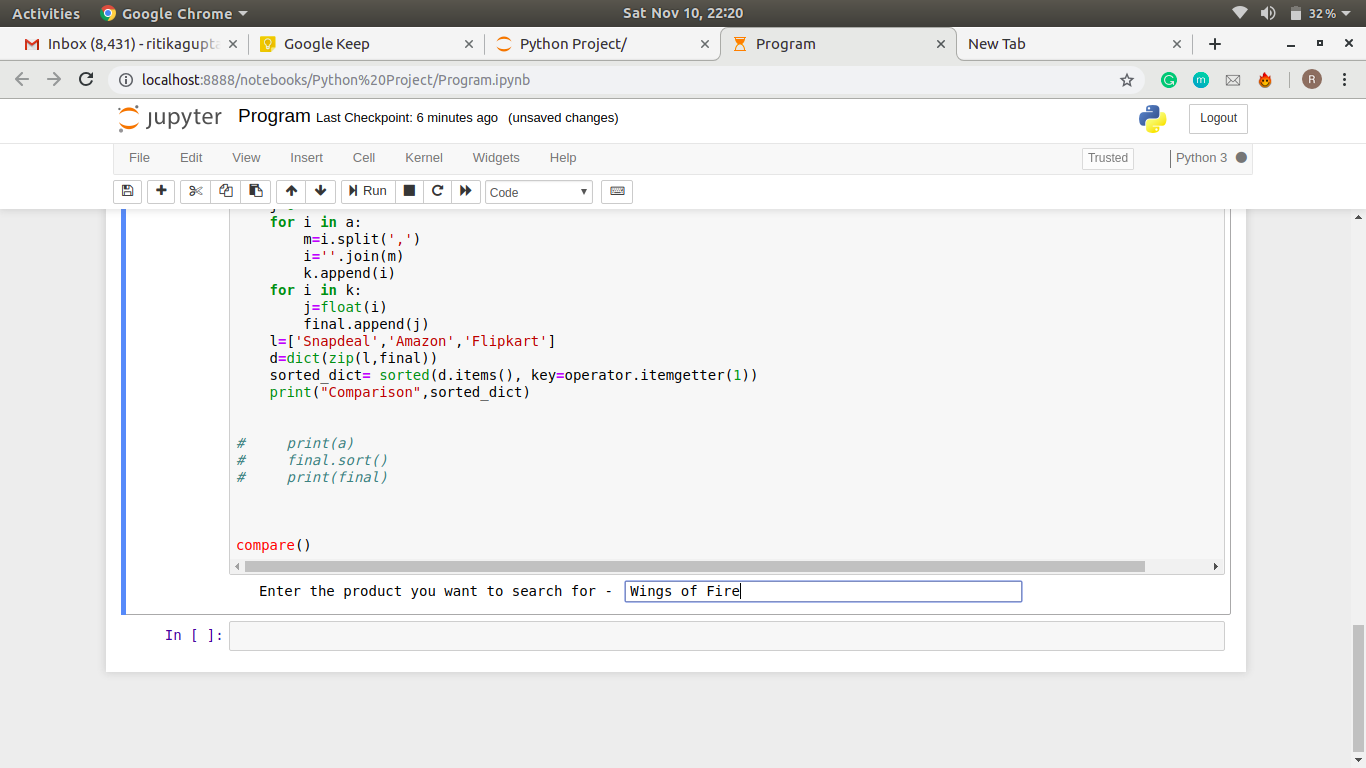 Activities Google Chrome Sat Nov 10, 22:20 32%
Inbox (8,431) - ritikagupta Google Keep Python Project/ Program New Tab
localhost:8888/notebooks/Python%20Project/Program.ipynb R
jupyter Program Last Checkpoint: 6 minutes ago (unsaved changes) Logout
File Edit View Insert Cell Kernel Widgets Help Trusted Python 3
Run Code
for i in a:
m=i.split(',')
i=''.join(m)
k.append(i)
for i in k:
j=float(i)
final.append(j)
l=['Snapdeal','Amazon','Flipkart']
d=dict(zip(l,final))
sorted_dict= sorted(d.items(), key=operator.itemgetter(1))
print("Comparison",sorted_dict)
# print(a)
# final.sort()
# print(final)
compare()
Enter the product you want to search for - Wings of Fire
In [ ]: